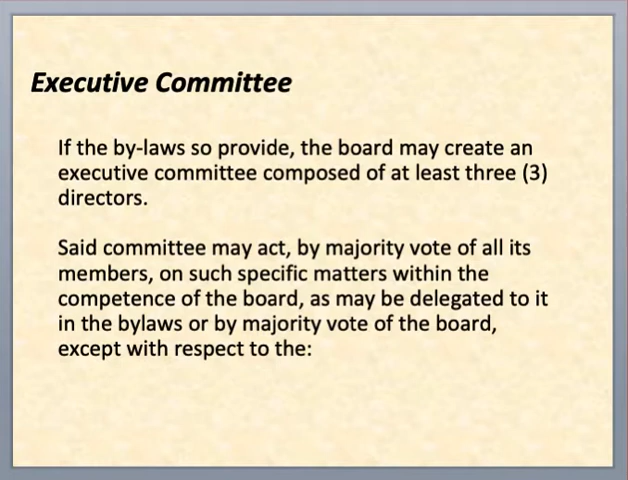 Executive Committee
If the by-laws so provide, the board may create an
executive committee composed of at least three (3)
directors.
Said committee may act, by majority vote of all its
members, on such specific matters within the
competence of the board, as may be delegated to it
in the bylaws or by majority vote of the board,
except with respect to the: